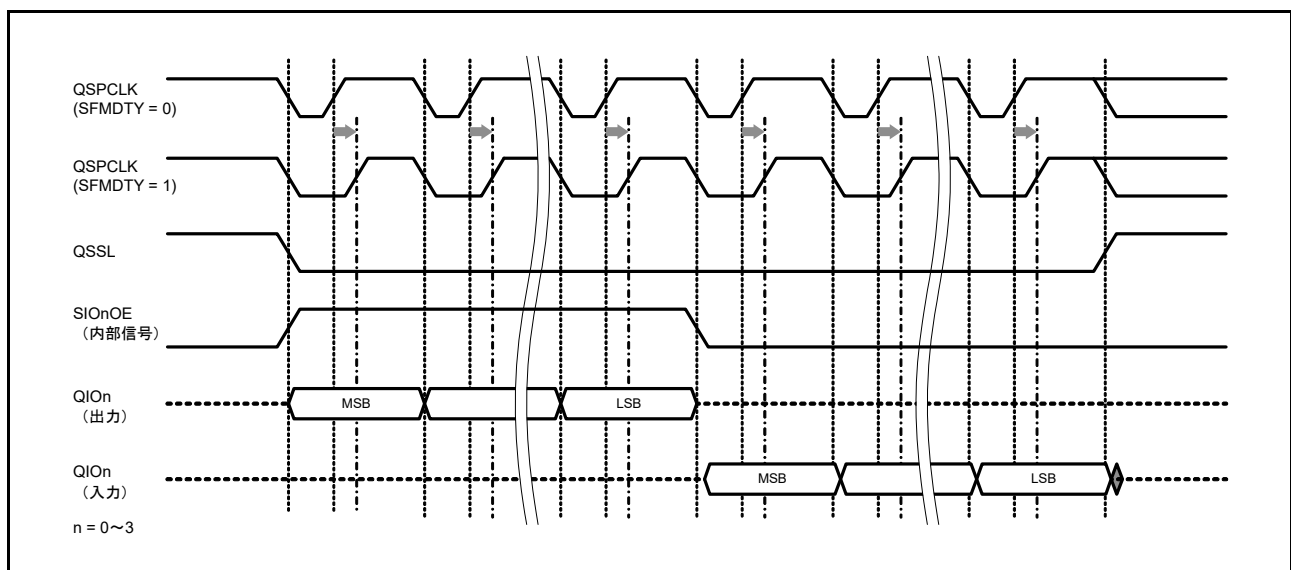 QSPCLK
(SFMDTY = 0)
QSPCLK
(SFMDTY = 1)
QSSL
SIOnOE
（内部信号）
QIOn
（出力）
MSB
LSB
QIOn
（入力）
MSB
LSB
n = 0～3